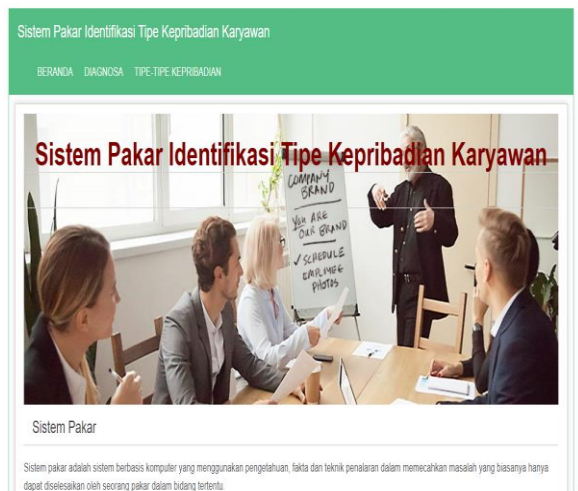 Sistem Pakar Identifikasi Tipe Kepribadian Karyawan
BERANDA DIAGNOSA TIPE-TIPE KEPRIBADIAN
Sistem Pakar Identifikasi Tipe Kepribadian Karyawan
COMPANY
BRAND
YOU ARE
OUR BRAND
✓ SCHEDULE
EMPLOYEE
PHOTOS
Sistem Pakar
Sistem pakar adalah sistem berbasis komputer yang menggunakan pengetahuan, fakta dan teknik penalaran dalam memecahkan masalah yang biasanya hanya
dapat diselesaikan oleh seorang pakar dalam bidang tertentu.